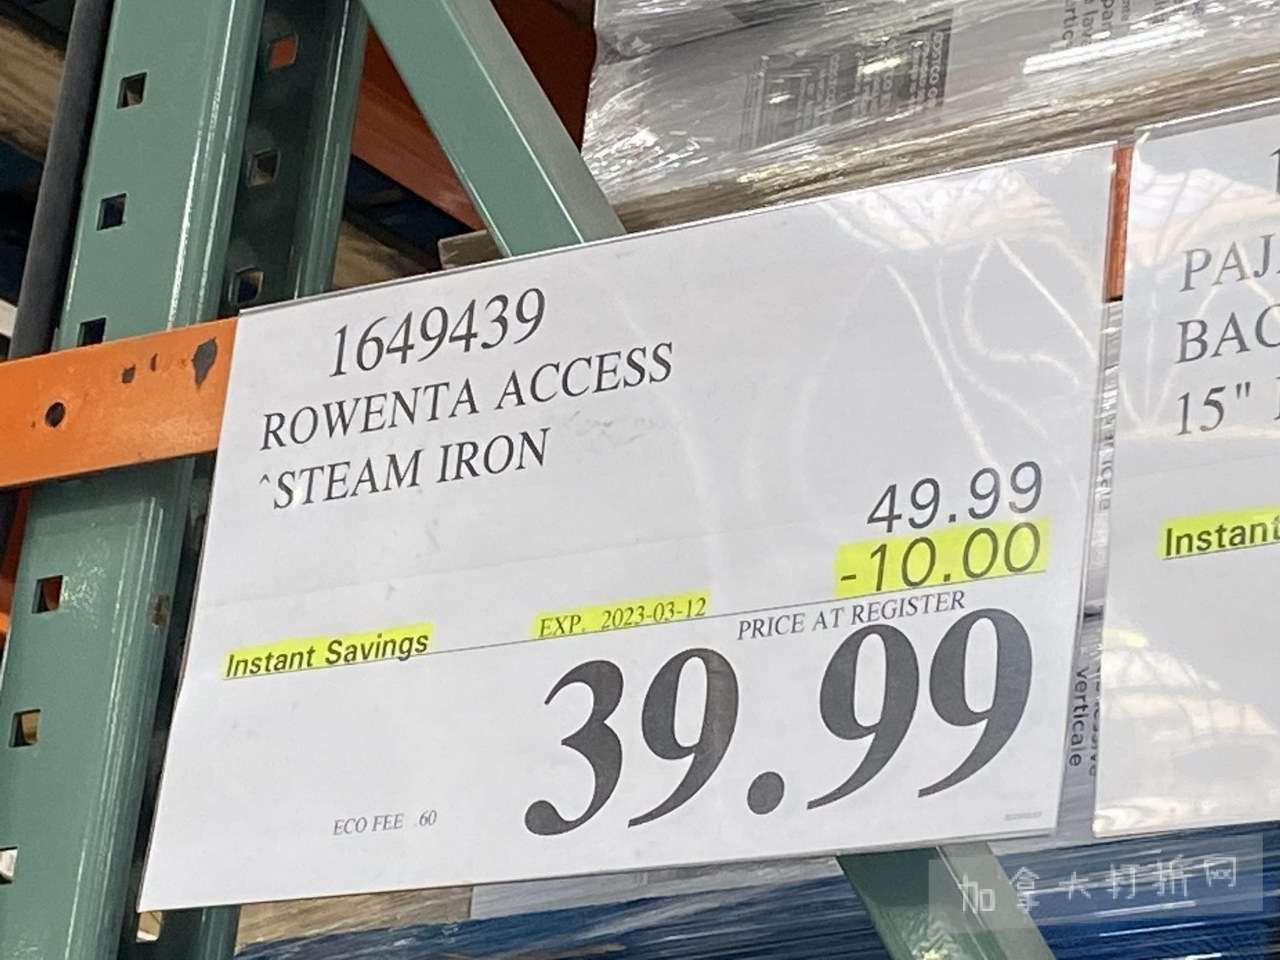 1649439
ROWENTA ACCESS
^STEAM IRON
49.99
-10.00
Instant Savings
EXP. 2023-03-12
PRICE AT REGISTER
39.99
ECO FEE .60
PAJ
BAC
15"
Instant
verticale
加拿大打折网